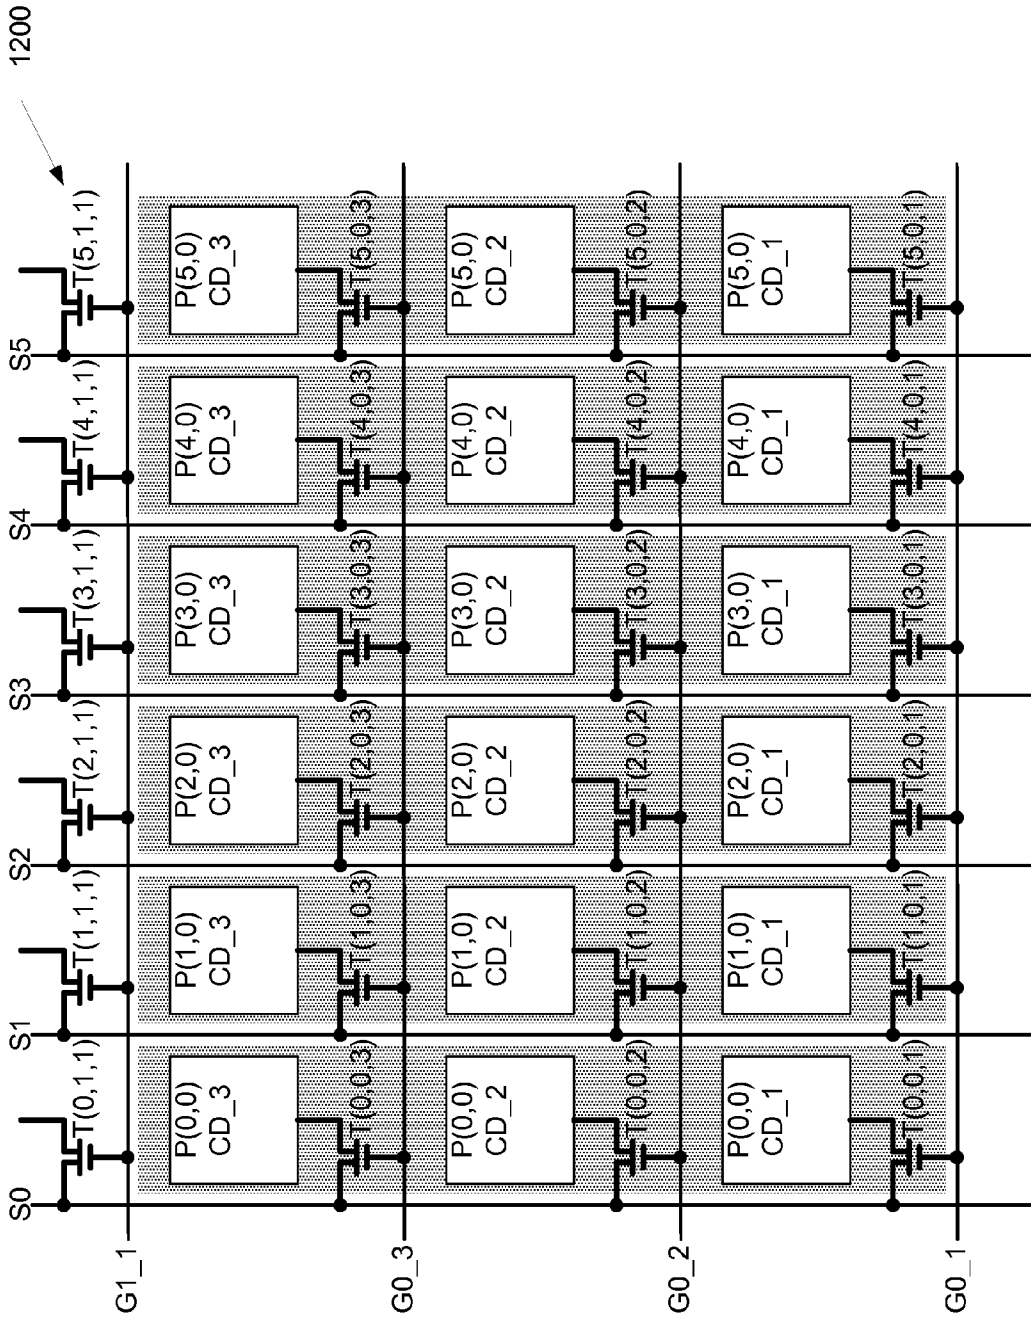 1200
S0
S1
S2
S3
S4
S5
T(0,1,1)
T(1,1,1)
T(2,1,1)
T(3,1,1)
T(4,1,1)
T(5,1,1)
G1_1
P(0,0)
CD_3
P(1,0)
CD_3
P(2,0)
CD_3
P(3,0)
CD_3
P(4,0)
CD_3
P(5,0)
CD_3
T(0,0,3)
T(1,0,3)
T(2,0,3)
T(3,0,3)
T(4,0,3)
T(5,0,3)
G0_3
P(0,0)
CD_2
P(1,0)
CD_2
P(2,0)
CD_2
P(3,0)
CD_2
P(4,0)
CD_2
P(5,0)
CD_2
T(0,0,2)
T(1,0,2)
T(2,0,2)
T(3,0,2)
T(4,0,2)
T(5,0,2)
G0_2
P(0,0)
CD_1
P(1,0)
CD_1
P(2,0)
CD_1
P(3,0)
CD_1
P(4,0)
CD_1
P(5,0)
CD_1
T(0,0,1)
T(1,0,1)
T(2,0,1)
T(3,0,1)
T(4,0,1)
T(5,0,1)
G0_1